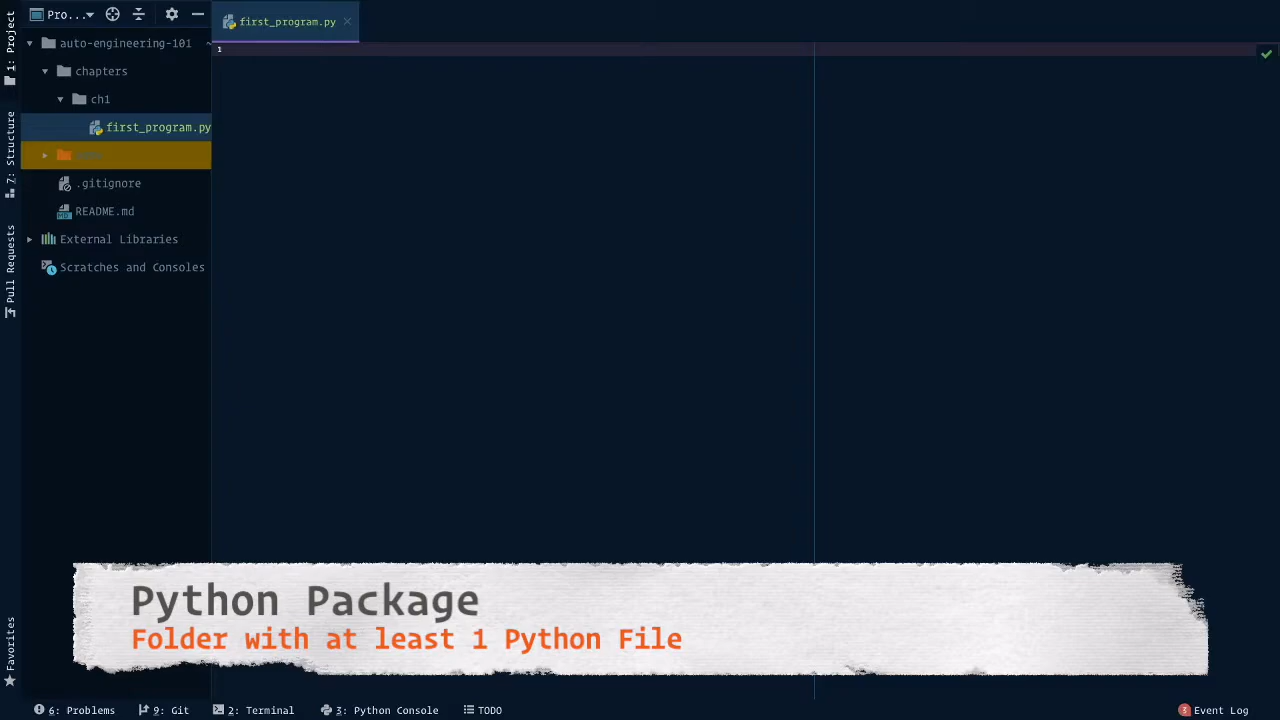 Pro...
first_program.py
1
auto-engineering-101
chapters
ch1
first_program.py
.gitignore
README.md
External Libraries
Scratches and Consoles
1: Project
7: Structure
Pull Requests
Favorites
Python Package
Folder with at least 1 Python File
6: Problems
9: Git
2: Terminal
3: Python Console
TODO
3
Event Log